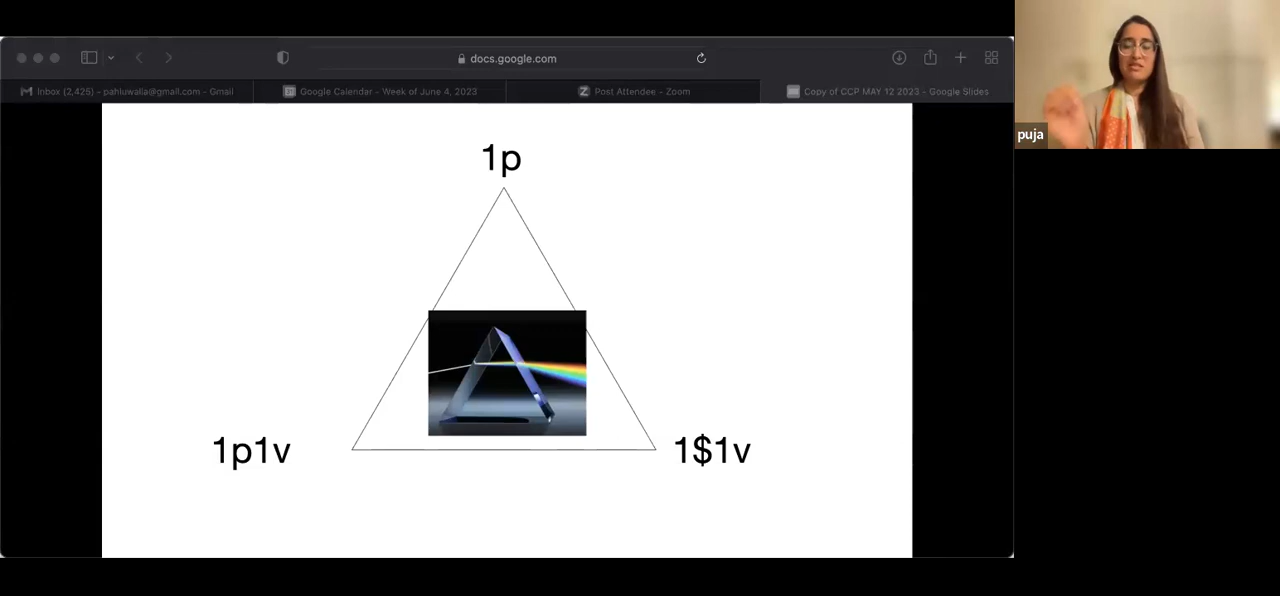 docs.google.com
Inbox (2,425) - pahluwalia@gmail.com - Gmail
Google Calendar - Week of June 4, 2023
Z Post Attendee - Zoom
Copy of CCP MAY 12 2023 - Google Slides
puja
1p
1p1v
1$1v